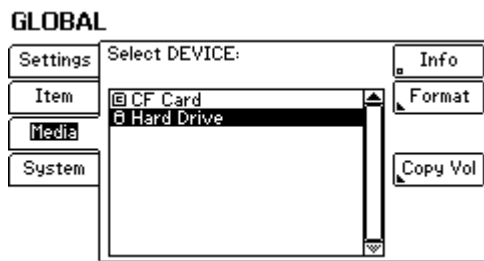 GLOBAL
Settings
Select DEVICE:
Info
Item
CF Card
Format
Hard Drive
Media
System
Copy Vol